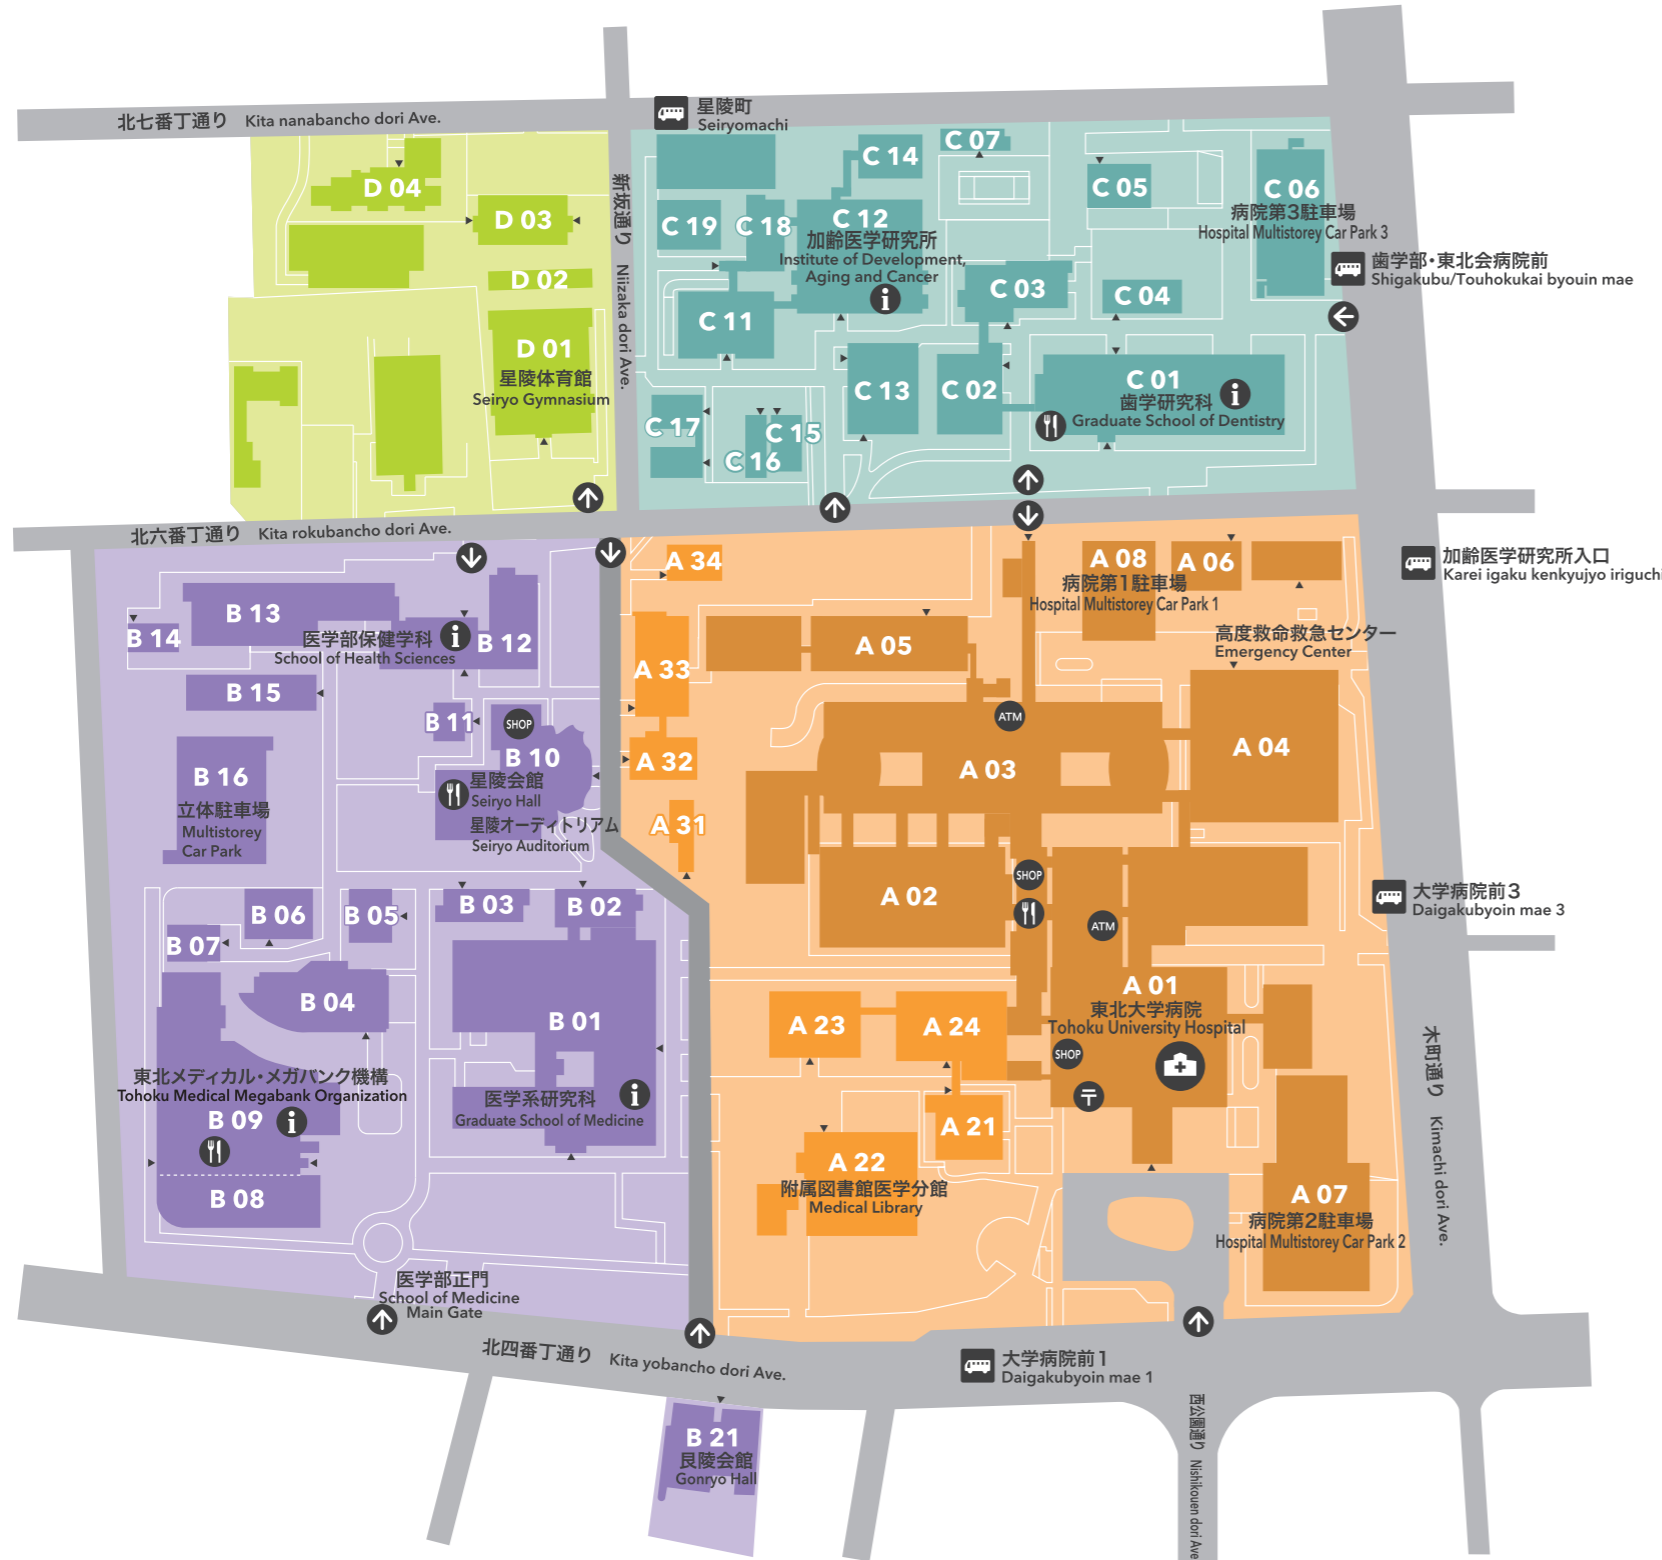 北七番丁通り Kita nanabancho dori Ave.
星陵町
Seiryomachi
新坂通り Niizaka dori Ave.
D 04
D 03
D 02
D 01
星陵体育館
Seiryo Gymnasium
C 14
C 07
C 05
C 06
病院第3駐車場
Hospital Multistorey Car Park 3
歯学部・東北会病院前
Shigakubu/Touhokukai byouin mae
C 19
C 18
C 12
加齢医学研究所
Institute of Development,
Aging and Cancer
i
C 03
C 04
C 11
C 13
C 02
C 01
歯学研究科
i
Graduate School of Dentistry
C 17
C 15
C 16
北六番丁通り Kita rokubancho dori Ave.
加齢医学研究所入口
Karei igaku kenkyujyo iriguchi
B 13
B 14
医学部保健学科
School of Health Sciences
i
B 12
B 15
B 11
SHOP
B 10
星陵会館
Seiryo Hall
星陵オーディトリアム
Seiryo Auditorium
B 16
立体駐車場
Multistorey
Car Park
A 34
A 33
A 32
A 31
A 05
A 08
病院第1駐車場
Hospital Multistorey Car Park 1
A 06
高度救命救急センター
Emergency Center
ATM
A 03
A 04
A 02
SHOP
ATM
大学病院前3
Daigakubyoin mae 3
B 06
B 05
B 03
B 02
B 07
B 04
B 01
医学系研究科
Graduate School of Medicine
i
東北メディカル・メガバンク機構
Tohoku Medical Megabank Organization
B 09
i
B 08
A 23
A 24
A 01
東北大学病院
Tohoku University Hospital
SHOP
〒
A 21
A 22
附属図書館医学分館
Medical Library
A 07
病院第2駐車場
Hospital Multistorey Car Park 2
木町通り Kimachi dori Ave.
医学部正門
School of Medicine
Main Gate
北四番丁通り Kita yobancho dori Ave.
大学病院前1
Daigakubyoin mae 1
B 21
艮陵会館
Gonryo Hall
西公園通り Nishikouen dori Ave